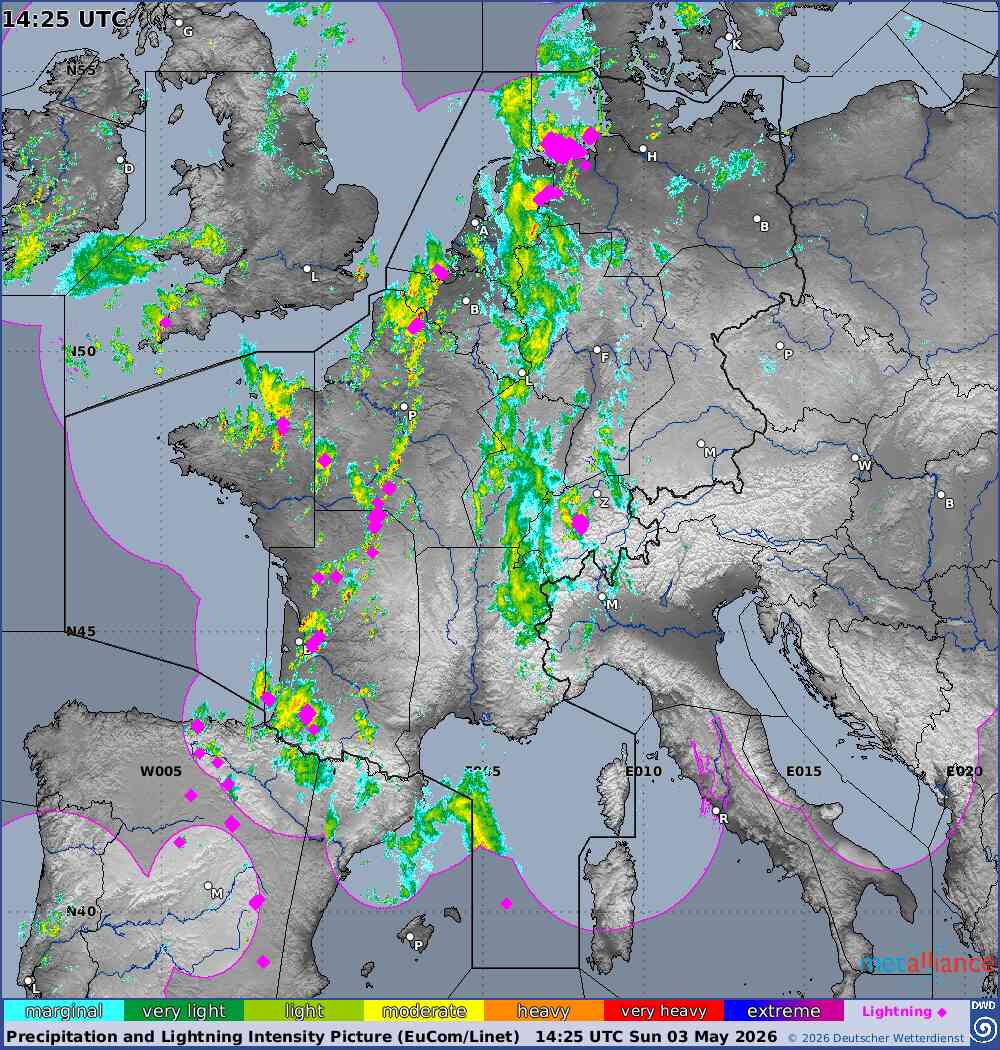 14:25 UTC
G
K
N55
D
H
A
B
L
B
N50
F
P
L
P
M
W
Z
B
M
N45
W005
E010
E015
E020
R
M
N40
P
L
metalliance
marginal very light light moderate heavy very heavy extreme Lightning
DWD
Precipitation and Lightning Intensity Picture (EuCom/Linet) 14:25 UTC Sun 03 May 2026 © 2026 Deutscher Wetterdienst